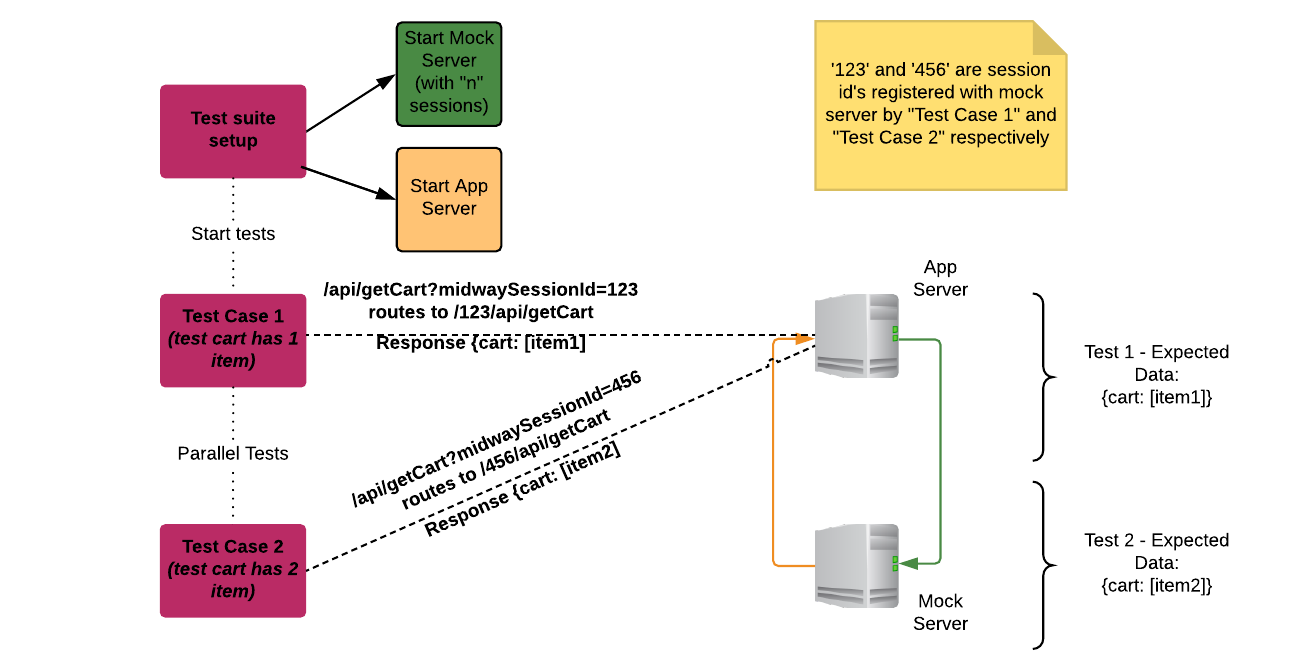 Start Mock
Server
(with "n"
sessions)
'123' and '456' are session
id's registered with mock
server by "Test Case 1" and
"Test Case 2" respectively
Test suite
setup
Start App
Server
Start tests
App
Server
/api/getCart?midwaySessionId=123
routes to /123/api/getCart
Response {cart: [item1]
Test Case 1
(test cart has 1
item)
Test 1 - Expected
Data:
{cart: [item1]}
Parallel Tests
/api/getCart?midwaySessionId=456
routes to /456/api/getCart
Response {cart: [item2]
Test Case 2
(test cart has 2
item)
Test 2 - Expected
Data:
{cart: [item2]}
Mock
Server